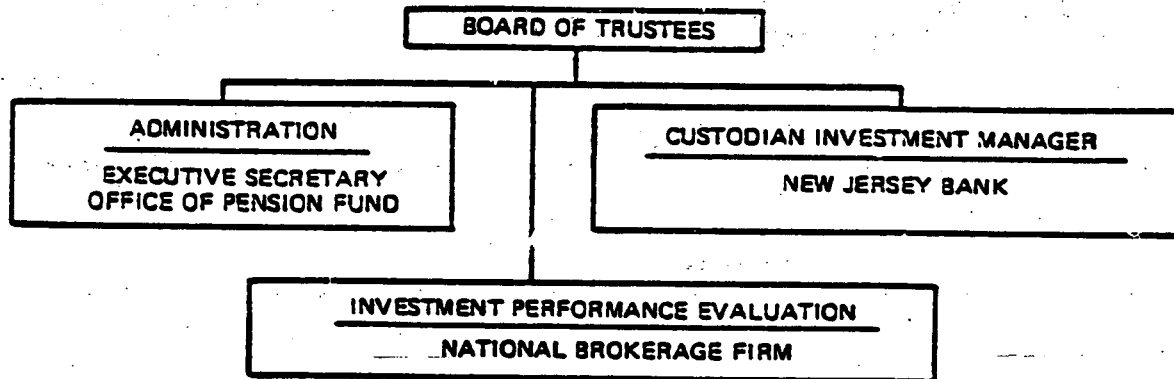 BOARD OF TRUSTEES
ADMINISTRATION
EXECUTIVE SECRETARY
OFFICE OF PENSION FUND
CUSTODIAN INVESTMENT MANAGER
NEW JERSEY BANK
INVESTMENT PERFORMANCE EVALUATION
NATIONAL BROKERAGE FIRM